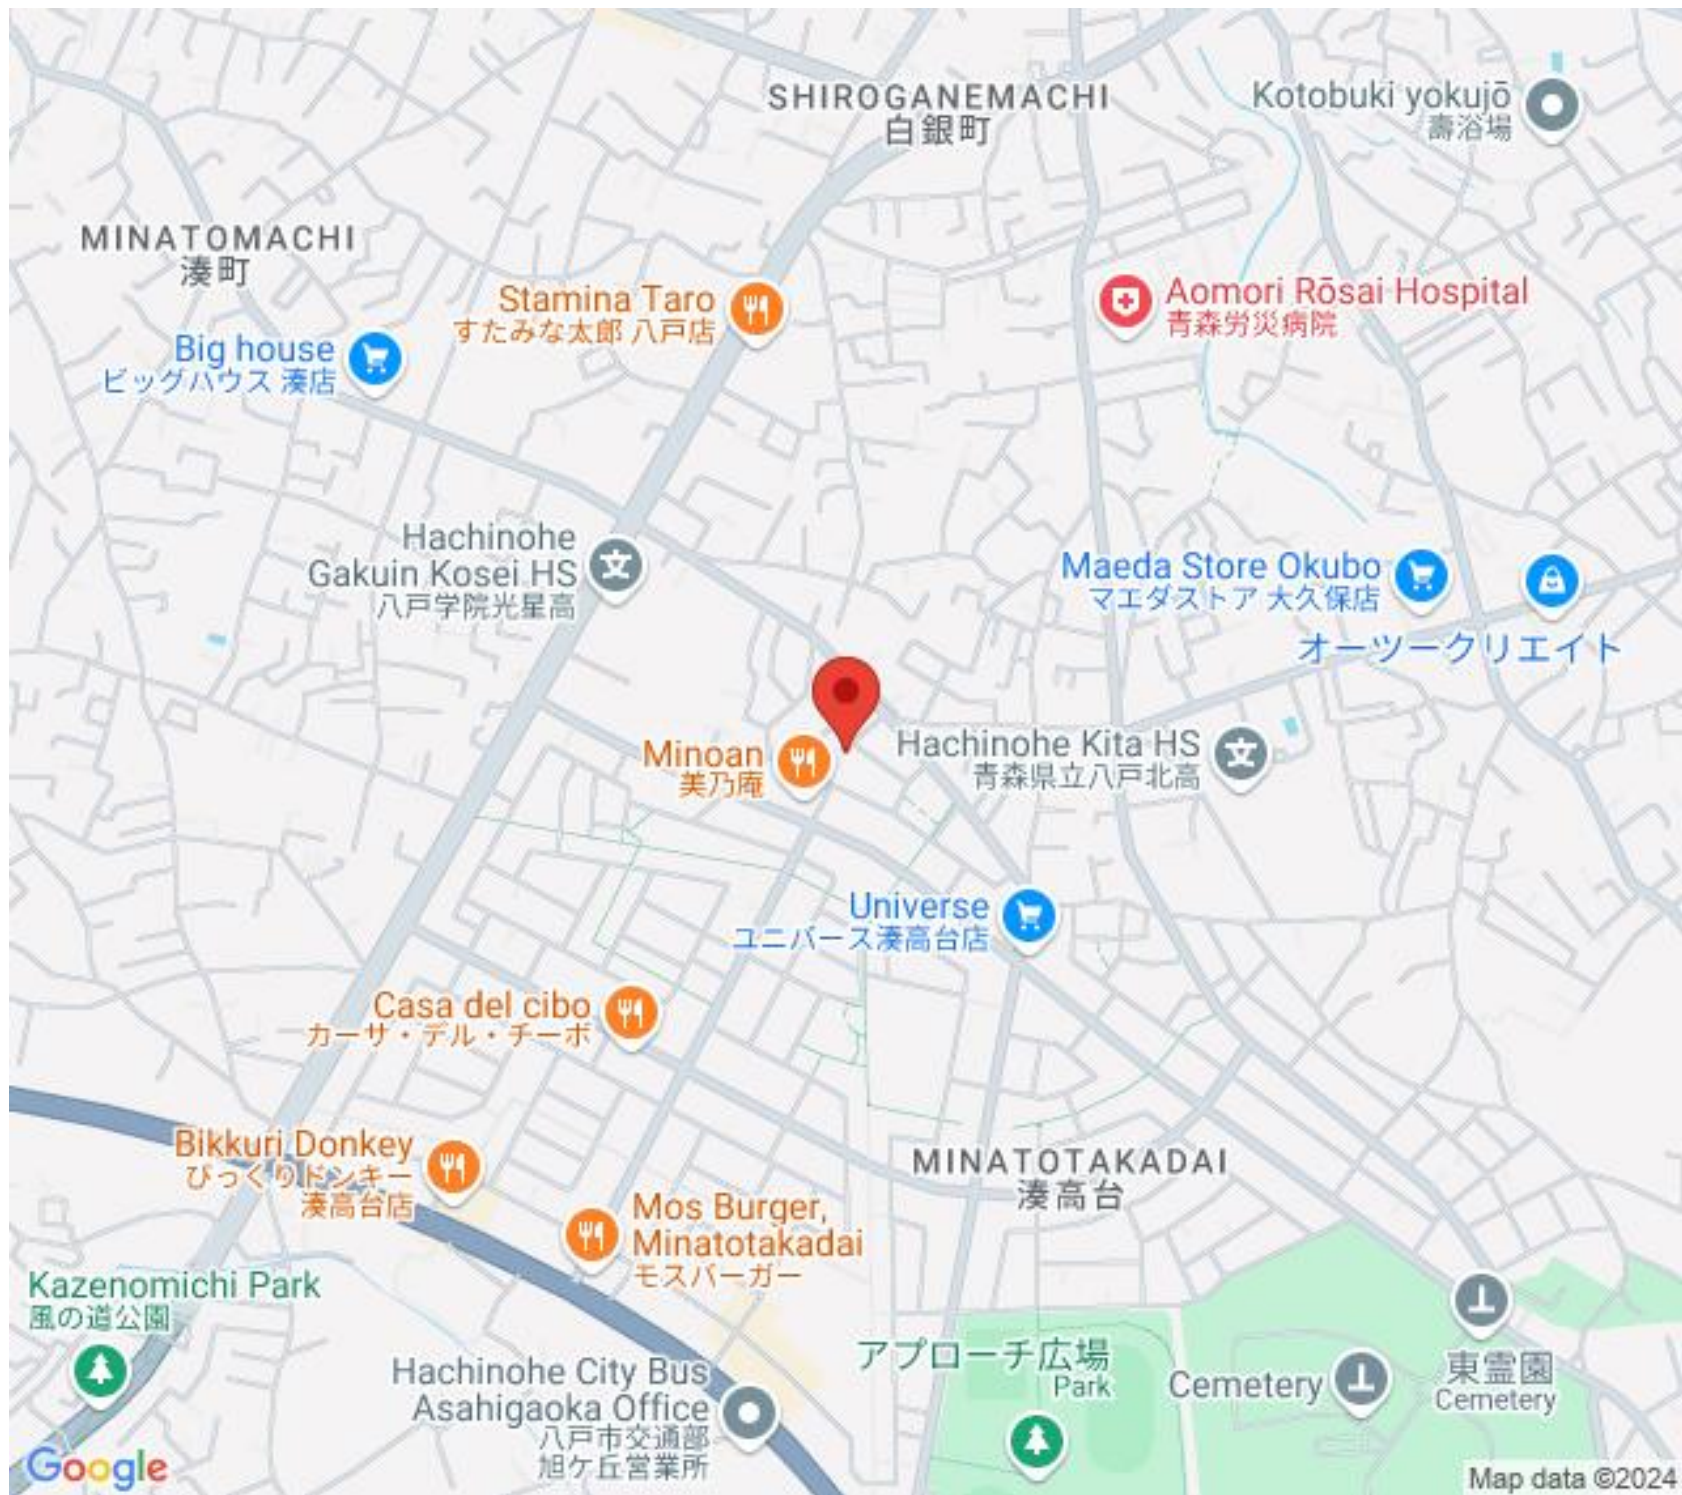 SHIROGANEMACHI
白銀町
Kotobuki yokujō
壽浴場
MINATOMACHI
湊町
Stamina Taro
すたみな太郎 八戸店
Aomori Rōsai Hospital
青森労災病院
Big house
ビッグハウス 湊店
Hachinohe
Gakuin Kosei HS
八戸学院光星高
Maeda Store Okubo
マエダストア 大久保店
オーツークリエイト
Minoan
美乃庵
Hachinohe Kita HS
青森県立八戸北高
Universe
ユニバース湊高台店
Casa del cibo
カーサ・デル・チーボ
Bikkuri Donkey
びっくりドンキー
湊高台店
MINATOTAKADAI
湊高台
Mos Burger,
Minatotakadai
モスバーガー
Kazenomichi Park
風の道公園
アプローチ広場
Park
Cemetery
東霊園
Cemetery
Hachinohe City Bus
Asahigaoka Office
八戸市交通部
旭ケ丘営業所
Google
Map data ©2024